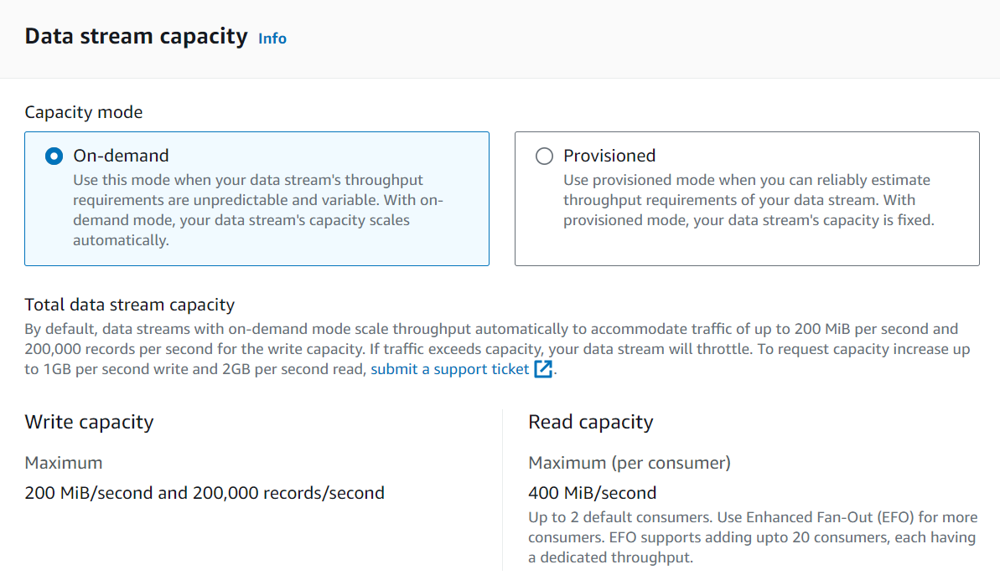 Data stream capacity Info
Capacity mode
On-demand
Use this mode when your data stream's throughput
requirements are unpredictable and variable. With on-
demand mode, your data stream's capacity scales
automatically.
Provisioned
Use provisioned mode when you can reliably estimate
throughput requirements of your data stream. With
provisioned mode, your data stream's capacity is fixed.
Total data stream capacity
By default, data streams with on-demand mode scale throughput automatically to accommodate traffic of up to 200 MiB per second and
200,000 records per second for the write capacity. If traffic exceeds capacity, your data stream will throttle. To request capacity increase up
to 1GB per second write and 2GB per second read, submit a support ticket.
Write capacity
Maximum
200 MiB/second and 200,000 records/second
Read capacity
Maximum (per consumer)
400 MiB/second
Up to 2 default consumers. Use Enhanced Fan-Out (EFO) for more
consumers. EFO supports adding upto 20 consumers, each having
a dedicated throughput.